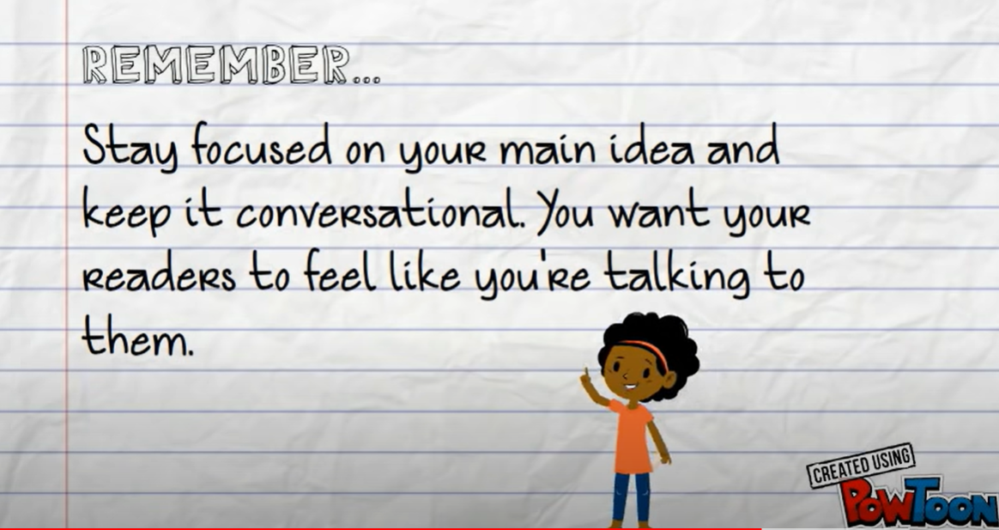 REMEMBER...
Stay focused on your main idea and
keep it conversational. You want your
readers to feel like you're talking to
them.
CREATED USING
POWTOON